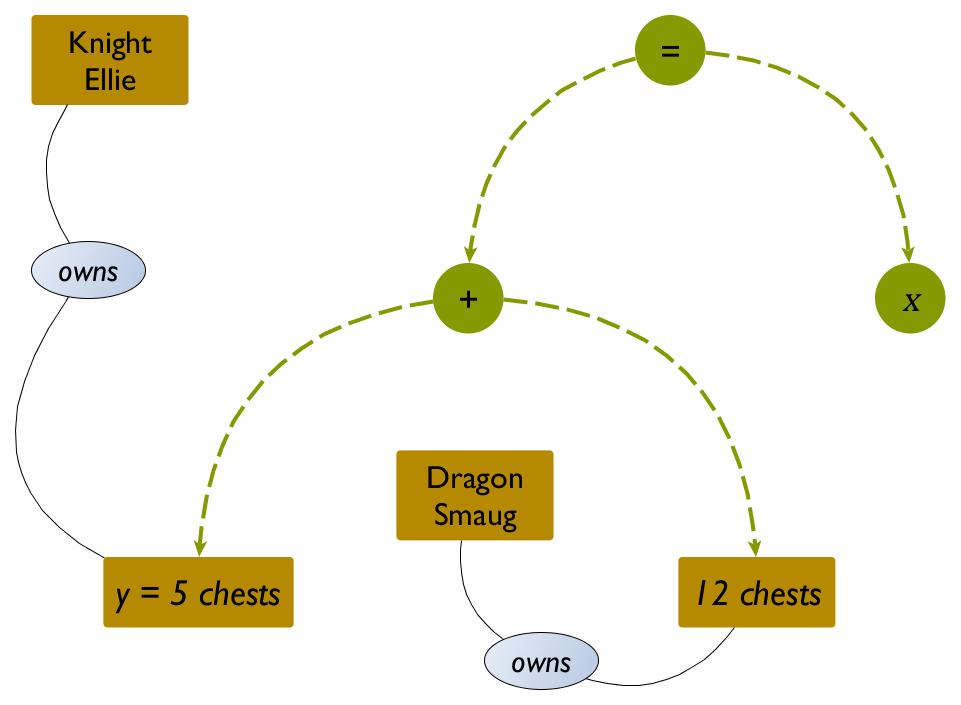 Knight
Ellie
=
owns
+
x
Dragon
Smaug
y = 5 chests
12 chests
owns